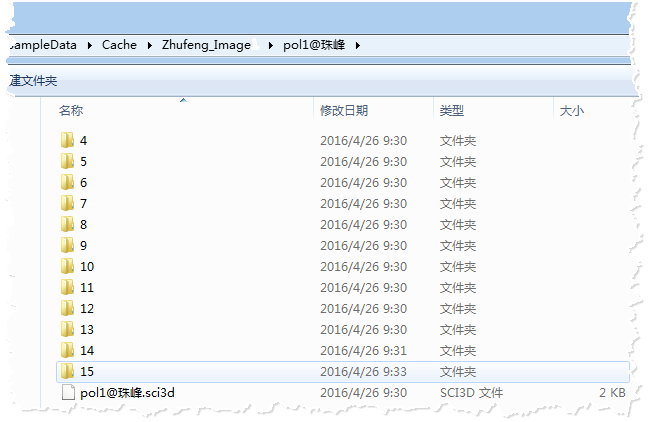 ampleData Cache Zhufeng_Image pol1@珠峰
建文件夹
名称 修改日期 类型 大小
4 2016/4/26 9:30 文件夹
5 2016/4/26 9:30 文件夹
6 2016/4/26 9:30 文件夹
7 2016/4/26 9:30 文件夹
8 2016/4/26 9:30 文件夹
9 2016/4/26 9:30 文件夹
10 2016/4/26 9:30 文件夹
11 2016/4/26 9:30 文件夹
12 2016/4/26 9:30 文件夹
13 2016/4/26 9:30 文件夹
14 2016/4/26 9:31 文件夹
15 2016/4/26 9:33 文件夹
pol1@珠峰.sci3d 2016/4/26 9:30 SCI3D 文件 2 KB